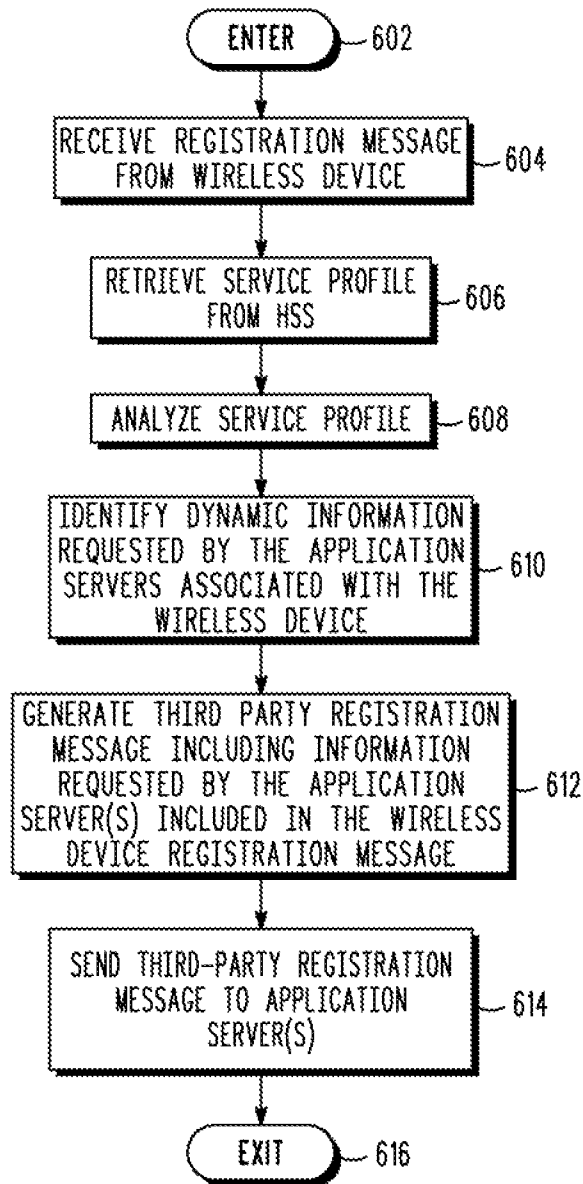 ENTER
602
RECEIVE REGISTRATION MESSAGE
FROM WIRELESS DEVICE
604
RETRIEVE SERVICE PROFILE
FROM HSS
606
ANALYZE SERVICE PROFILE
608
IDENTIFY DYNAMIC INFORMATION
REQUESTED BY THE APPLICATION
SERVERS ASSOCIATED WITH THE
WIRELESS DEVICE
610
GENERATE THIRD PARTY REGISTRATION
MESSAGE INCLUDING INFORMATION
REQUESTED BY THE APPLICATION
SERVER(S) INCLUDED IN THE WIRELESS
DEVICE REGISTRATION MESSAGE
612
SEND THIRD-PARTY REGISTRATION
MESSAGE TO APPLICATION
SERVER(S)
614
EXIT
616